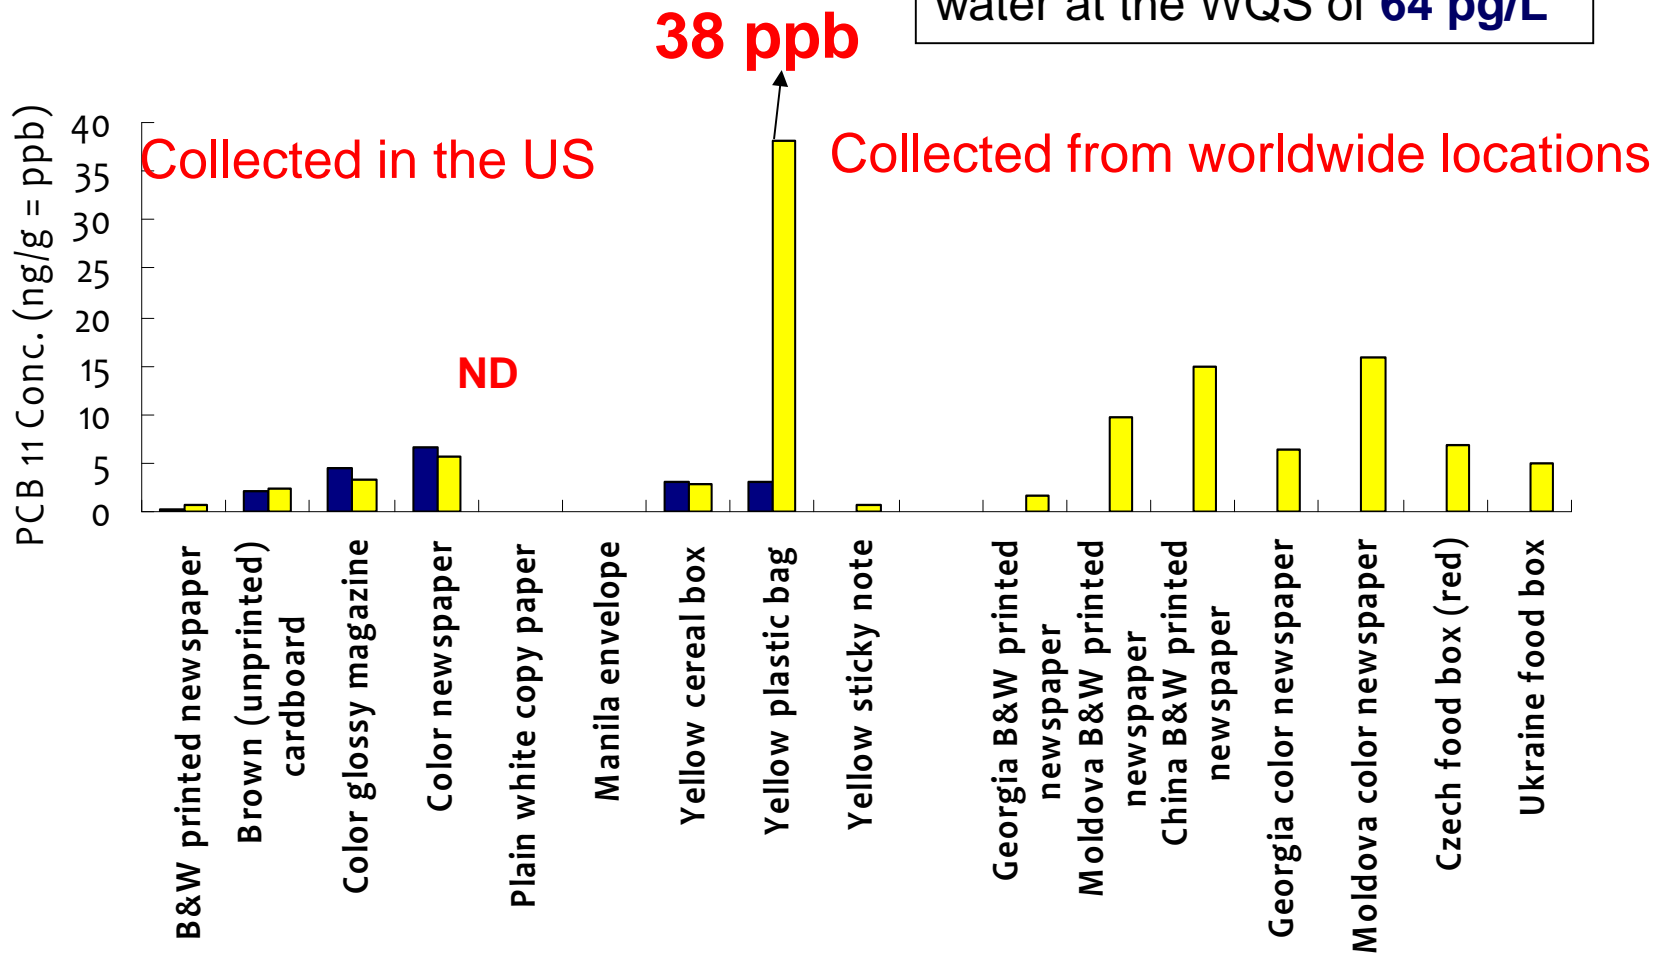 water at the WQS of 64 pg/L
38 ppb
Collected in the US
Collected from worldwide locations
ND
PCB 11 Conc. (ng/g = ppb)
40
35
30
25
20
15
10
5
0
B&W printed newspaper
Brown (unprinted)
cardboard
Color glossy magazine
Color newspaper
Plain white copy paper
Manila envelope
Yellow cereal box
Yellow plastic bag
Yellow sticky note
Georgia B&W printed
newspaper
Moldova B&W printed
newspaper
China B&W printed
newspaper
Georgia color newspaper
Moldova color newspaper
Czech food box (red)
Ukraine food box